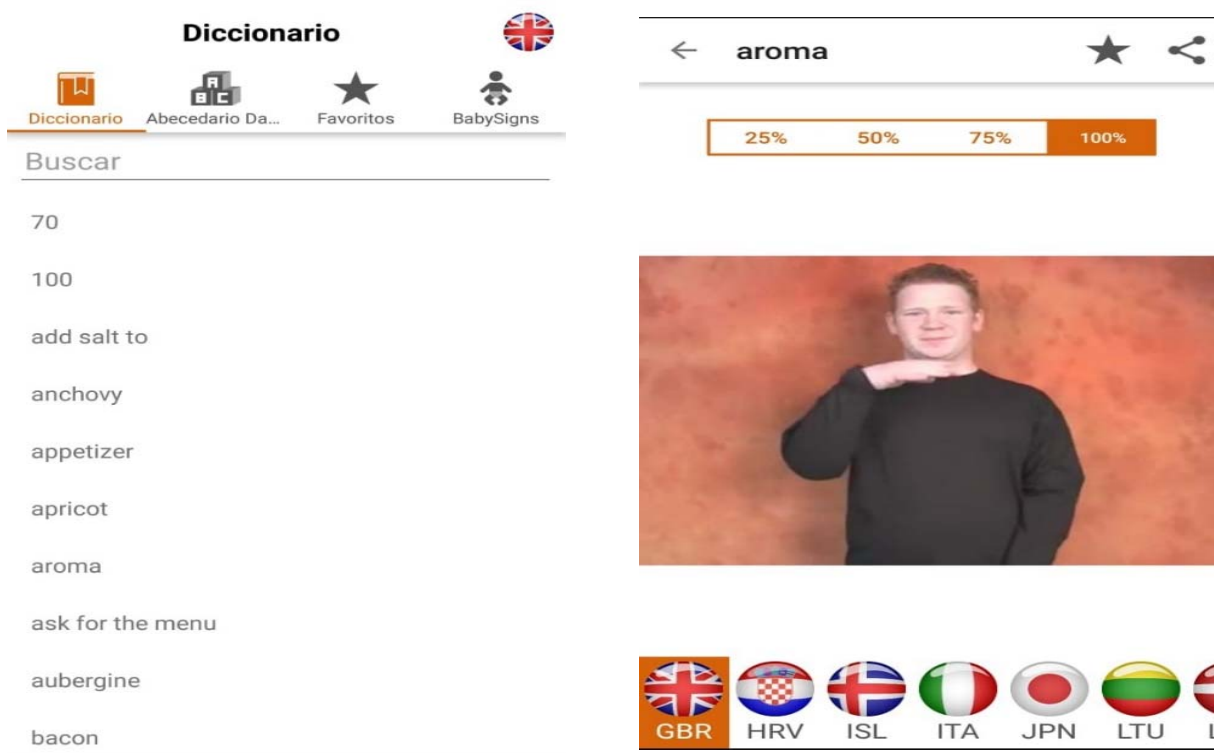 Diccionario
Diccionario Abecedario Da... Favoritos BabySigns
Buscar
70
100
add salt to
anchovy
appetizer
apricot
aroma
ask for the menu
aubergine
bacon
aroma
25% 50% 75% 100%
GBR HRV ISL ITA JPN LTU